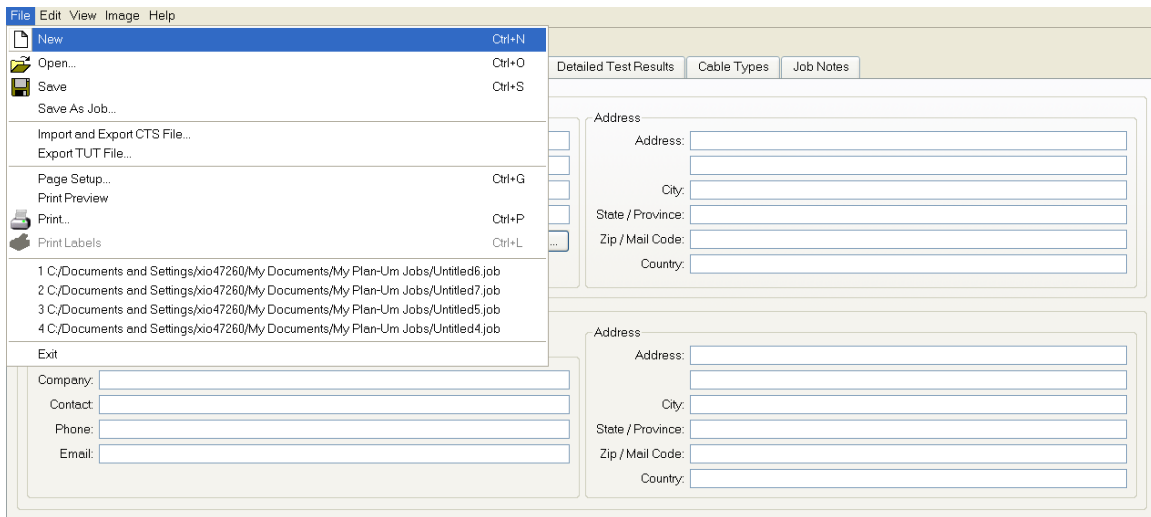 File Edit View Image Help
New Ctrl+N
Open... Ctrl+O
Save Ctrl+S
Save As Job...
Import and Export CTS File...
Export TUT File...
Page Setup... Ctrl+G
Print Preview
Print... Ctrl+P
Print Labels Ctrl+L
1 C:/Documents and Settings/xio47260/My Documents/My Plan-Um Jobs/Untitled6.job
2 C:/Documents and Settings/xio47260/My Documents/My Plan-Um Jobs/Untitled7.job
3 C:/Documents and Settings/xio47260/My Documents/My Plan-Um Jobs/Untitled5.job
4 C:/Documents and Settings/xio47260/My Documents/My Plan-Um Jobs/Untitled4.job
Exit
Detailed Test Results Cable Types Job Notes
Address
Address:
City:
State / Province:
...
Zip / Mail Code:
Country:
Company:
Contact:
Phone:
Email:
Address
Address:
City:
State / Province:
Zip / Mail Code:
Country: